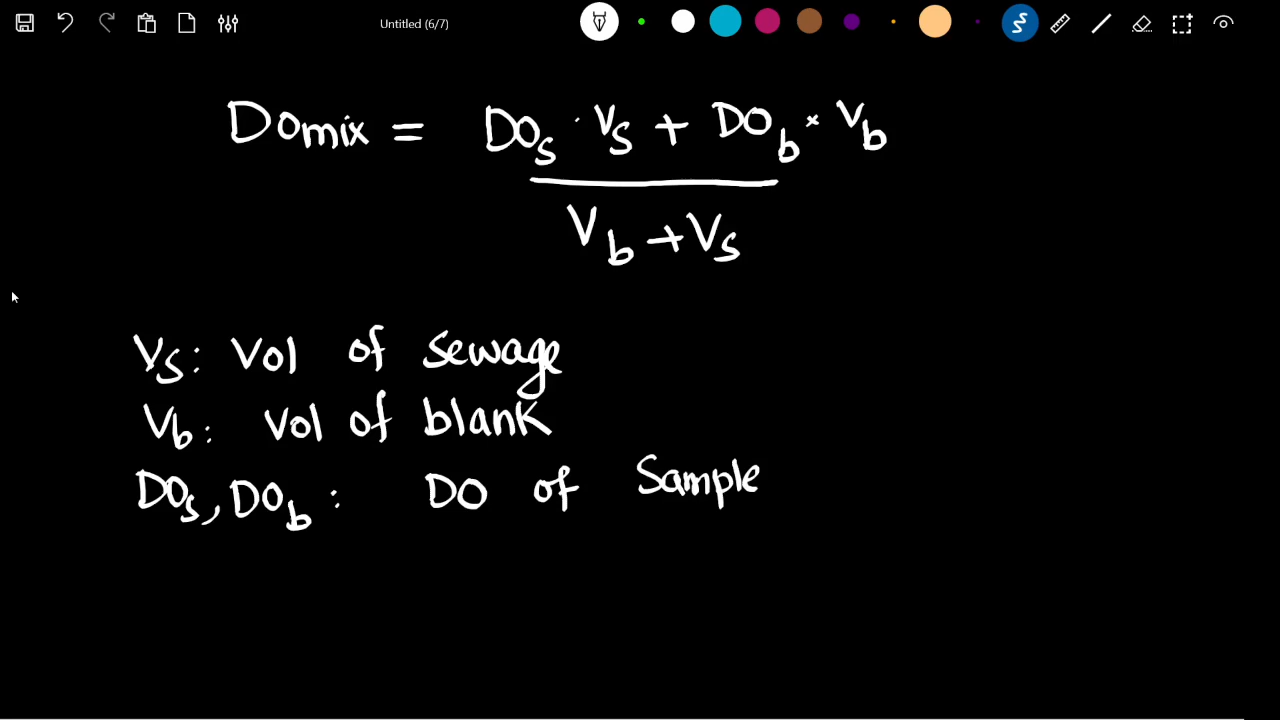 Untitled (6/7)
DOmix = DOs · Vs + DOb × Vb
Vb + Vs
Vs : Vol of sewage
Vb : Vol of blank
DOs, DOb : DO of Sample